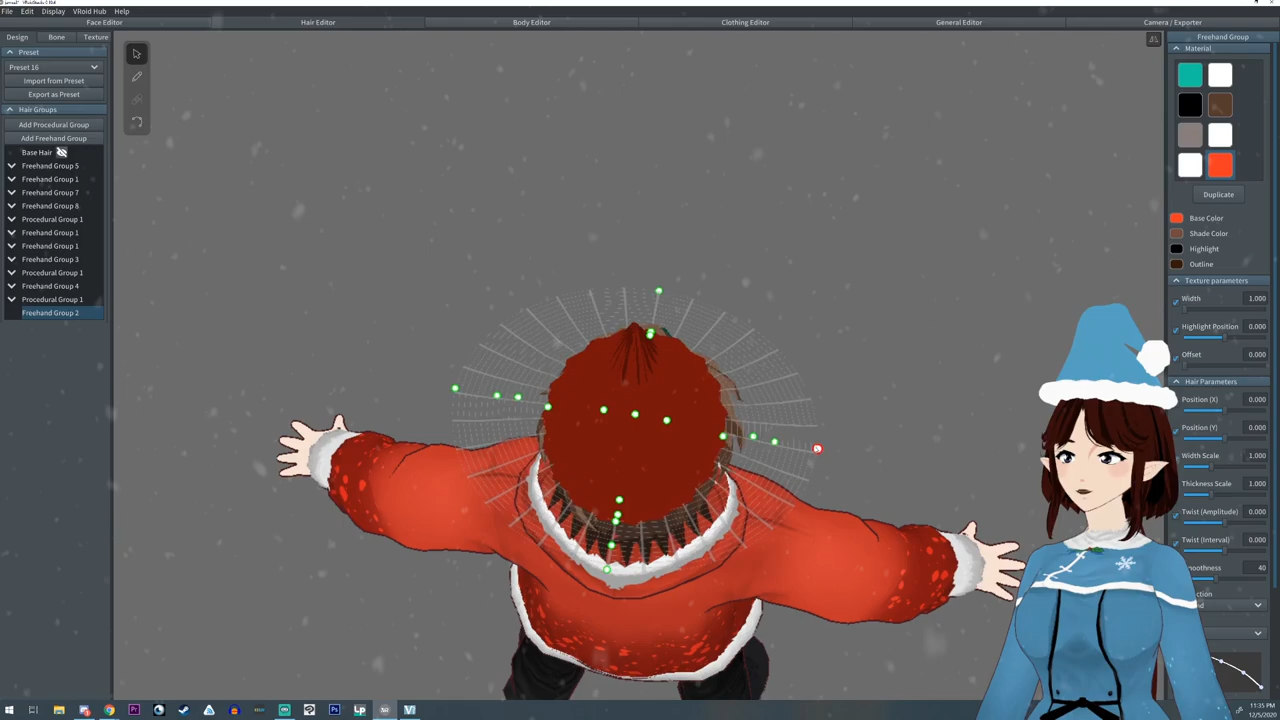 File Edit Display VRoid Hub Help
Face Editor Hair Editor Body Editor Clothing Editor General Editor Camera / Exporter
Design Bone Texture
Preset
Preset 16
Import from Preset
Export as Preset
Hair Groups
Add Procedural Group
Add Freehand Group
Base Hair
Freehand Group 5
Freehand Group 1
Freehand Group 7
Freehand Group 8
Procedural Group 1
Freehand Group 1
Freehand Group 1
Freehand Group 3
Procedural Group 1
Freehand Group 4
Procedural Group 1
Freehand Group 2
Freehand Group
Material
Duplicate
Base Color
Shade Color
Highlight
Outline
Texture parameters
Width 1.000
Highlight Position 0.000
Offset 0.000
Hair Parameters
Position (X) 0.000
Position (Y) 0.000
Width Scale 1.000
Thickness Scale 1.000
Twist (Amplitude) 0.000
Twist (Interval) 0.000
moothness 40
11:35 PM
12/5/2020